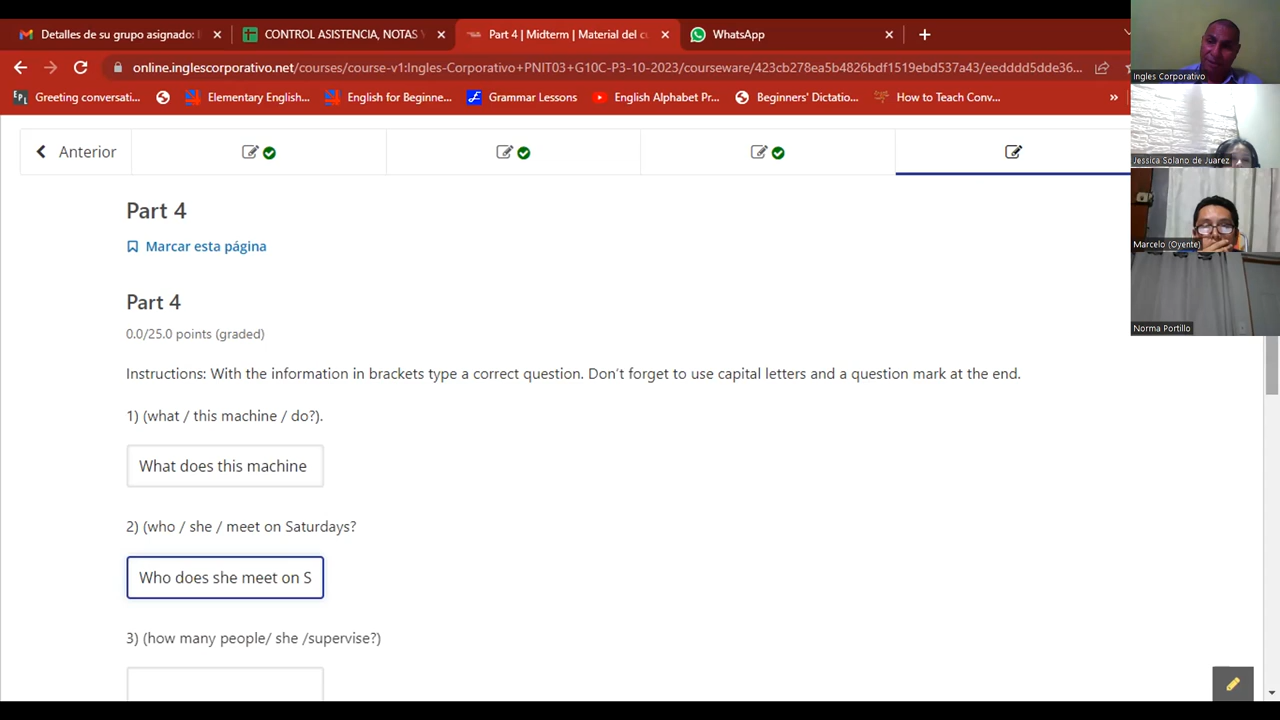 Detalles de su grupo asignado: I
CONTROL ASISTENCIA, NOTAS Y
Part 4 | Midterm | Material del cu
WhatsApp
online.inglescorporativo.net/courses/course-v1:Ingles-Corporativo+PNIT03+G10C-P3-10-2023/courseware/423cb278ea5b4826bdf1519ebd537a43/eedddd5dde36...
EPL Greeting conversati...
Elementary English...
English for Beginne...
Grammar Lessons
English Alphabet Pr...
Beginners' Dictatio...
How to Teach Conv...
»
Ingles Corporativo
Jessica Solano de Juarez
Marcelo (Oyente)
Norma Portillo
Anterior
Part 4
Marcar esta página
Part 4
0.0/25.0 points (graded)
Instructions: With the information in brackets type a correct question. Don't forget to use capital letters and a question mark at the end.
1) (what / this machine / do?).
What does this machine
2) (who / she / meet on Saturdays?
Who does she meet on S
3) (how many people/ she /supervise?)